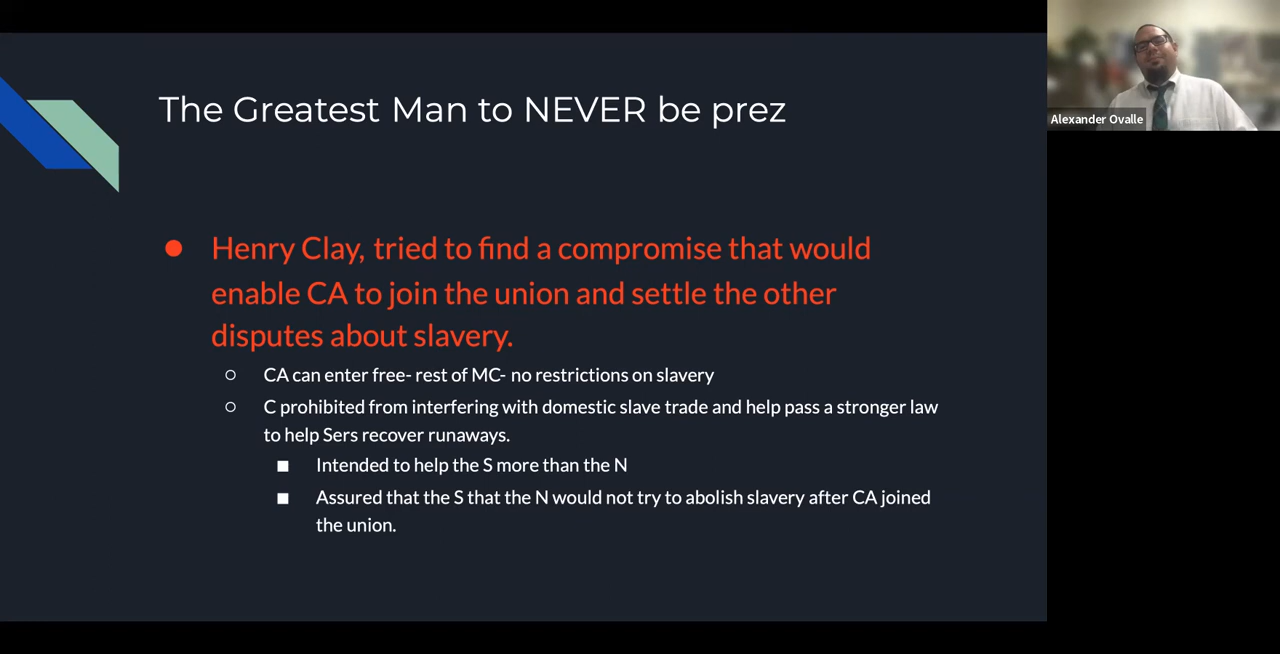 The Greatest Man to NEVER be prez
Alexander Ovalle
● Henry Clay, tried to find a compromise that would
enable CA to join the union and settle the other
disputes about slavery.
○ CA can enter free- rest of MC- no restrictions on slavery
○ C prohibited from interfering with domestic slave trade and help pass a stronger law
to help Sers recover runaways.
■ Intended to help the S more than the N
■ Assured that the S that the N would not try to abolish slavery after CA joined
the union.